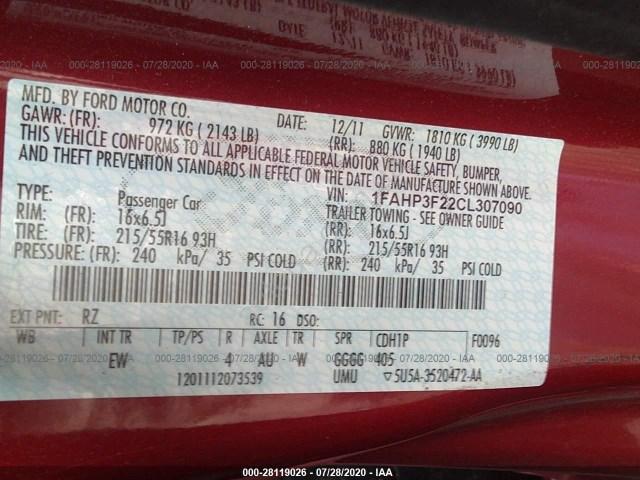 000-28119026 - 07/28/2020 - IAA
MFD. BY FORD MOTOR CO.
DATE: 12/11 GVWR: 1810 KG ( 3990 LB)
GAWR: (FR): 972 KG ( 2143 LB) (RR): 880 KG ( 1940 LB)
THIS VEHICLE CONFORMS TO ALL APPLICABLE FEDERAL MOTOR VEHICLE SAFETY, BUMPER,
AND THEFT PREVENTION STANDARDS IN EFFECT ON THE DATE OF MANUFACTURE SHOWN ABOVE.
VIN: 1FAHP3F22CL307090
TYPE: Passenger Car TRAILER TOWING - SEE OWNER GUIDE
RIM: (FR): 16x6.5J (RR): 16x6.5J
TIRE: (FR): 215/55R16 93H (RR): 215/55R16 93H
PRESSURE: (FR): 240 kPa/ 35 PSI COLD (RR): 240 kPa/ 35 PSI COLD
EXT PNT: RZ RC: 16 DSO:
WB INT TR TP/PS R AXLE TR SPR CDH1P F0096
EW 4 AU W GGGG 405
1201112073539 UMU 5U5A-3520472-AA
000-28119026 - 07/28/2020 - IAA